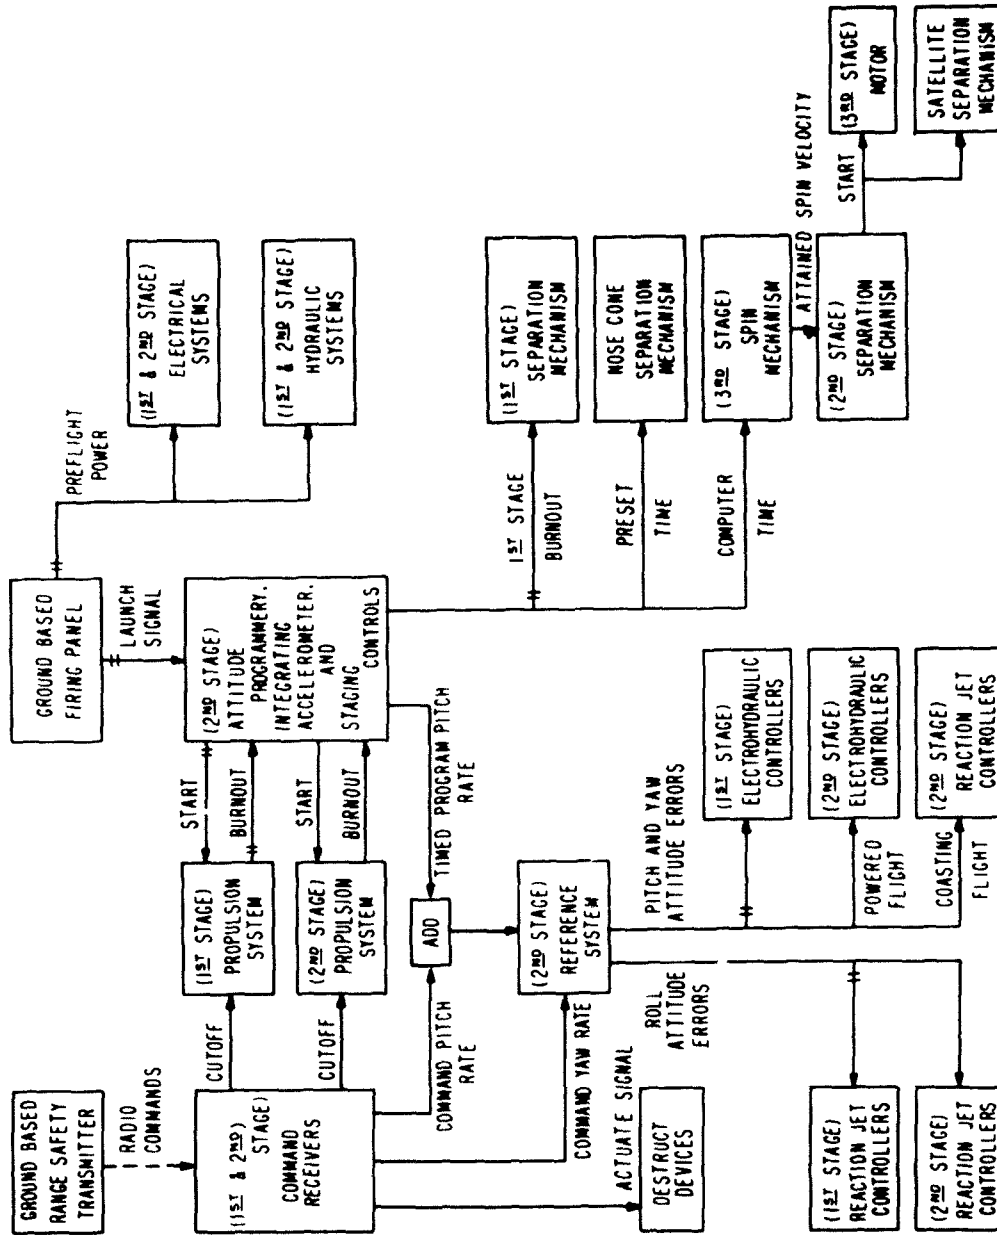 GROUND BASED
RANGE SAFETY
TRANSMITTER
RADIO
COMMANDS
(1ST & 2ND)
STAGE)
COMMAND
RECEIVERS
CUTOFF
CUTOFF
COMMAND PITCH
RATE
COMMAND YAW RATE
ACTUATE SIGNAL
DESTRUCT
DEVICES
GROUND BASED
FIRING PANEL
LAUNCH
SIGNAL
PREFLIGHT
POWER
(1ST & 2ND STAGE)
ELECTRICAL
SYSTEMS
(1ST & 2ND STAGE)
HYDRAULIC
SYSTEMS
(2ND STAGE)
ATTITUDE
PROGRAMMERY,
INTEGRATING
ACCELEROMETER,
AND
STAGING
CONTROLS
START
BURNOUT
START
BURNOUT
(1ST STAGE)
PROPULSION
SYSTEM
(2ND STAGE)
PROPULSION
SYSTEM
TIMED PROGRAM PITCH
RATE
ADD
(2ND STAGE)
REFERENCE
SYSTEM
PITCH AND YAW
ATTITUDE ERRORS
ROLL
ATTITUDE
ERRORS
(1ST STAGE)
ELECTROHYDRAULIC
CONTROLLERS
POWERED
FLIGHT
(2ND STAGE)
ELECTROHYDRAULIC
CONTROLLERS
COASTING
FLIGHT
(2ND STAGE)
REACTION JET
CONTROLLERS
(1ST STAGE)
REACTION JET
CONTROLLERS
(2ND STAGE)
REACTION JET
CONTROLLERS
1ST STAGE
BURNOUT
(1ST STAGE)
SEPARATION
MECHANISM
PRESET
TIME
NOSE CONE
SEPARATION
MECHANISM
COMPUTER
TIME
(3RD STAGE)
SPIN
MECHANISM
ATTAINED SPIN VELOCITY
(2ND STAGE)
SEPARATION
MECHANISM
START
(3RD STAGE)
MOTOR
SATELLITE
SEPARATION
MECHANISM